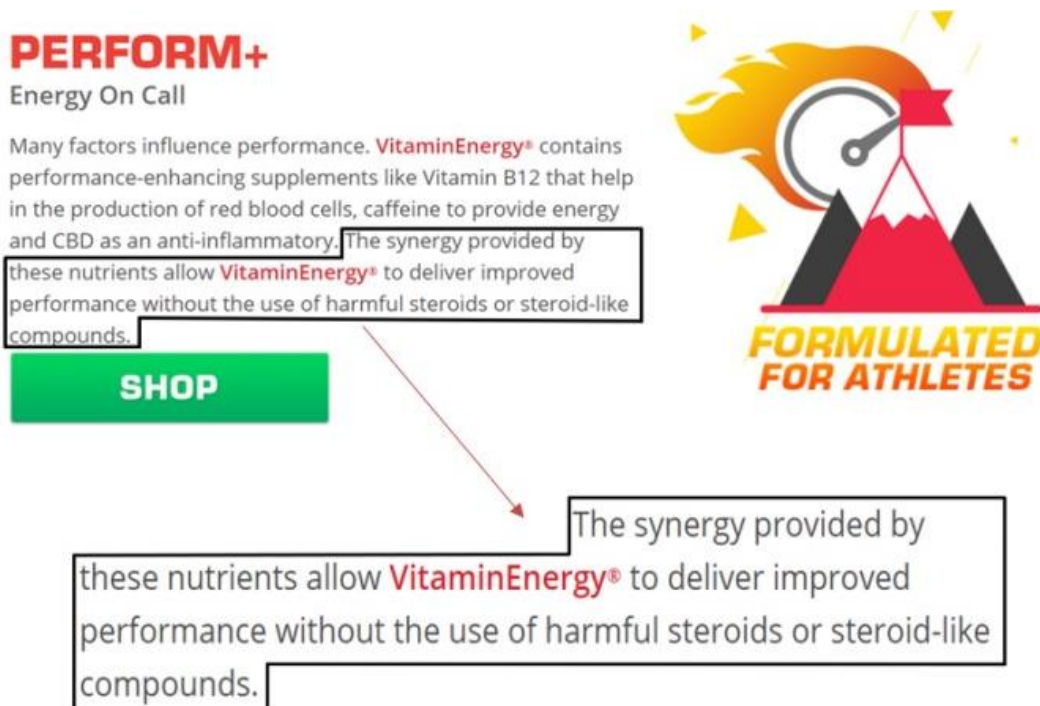 PERFORM+
Energy On Call
Many factors influence performance. VitaminEnergy® contains
performance-enhancing supplements like Vitamin B12 that help
in the production of red blood cells, caffeine to provide energy
and CBD as an anti-inflammatory. The synergy provided by
these nutrients allow VitaminEnergy® to deliver improved
performance without the use of harmful steroids or steroid-like
compounds.
SHOP
FORMULATED
FOR ATHLETES
The synergy provided by
these nutrients allow VitaminEnergy® to deliver improved
performance without the use of harmful steroids or steroid-like
compounds.